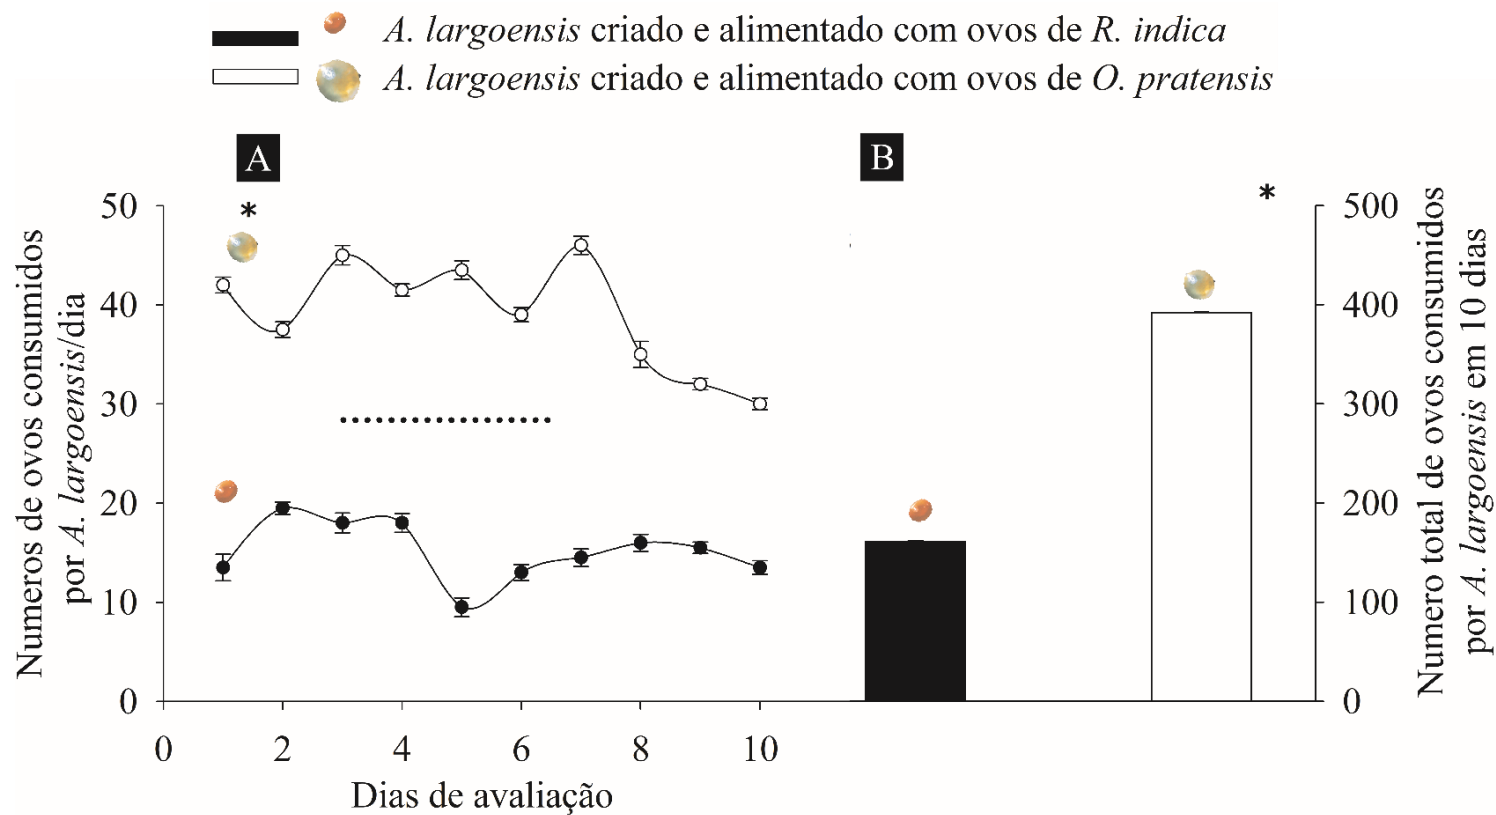 A. largoensis criado e alimentado com ovos de R. indica
A. largoensis criado e alimentado com ovos de O. pratensis
A
B
*
*
Numeros de ovos consumidos
por A. largoensis/dia
50
40
30
20
10
0
0 2 4 6 8 10
Dias de avaliação
500
400
300
200
100
0
Numero total de ovos consumidos
por A. largoensis em 10 dias